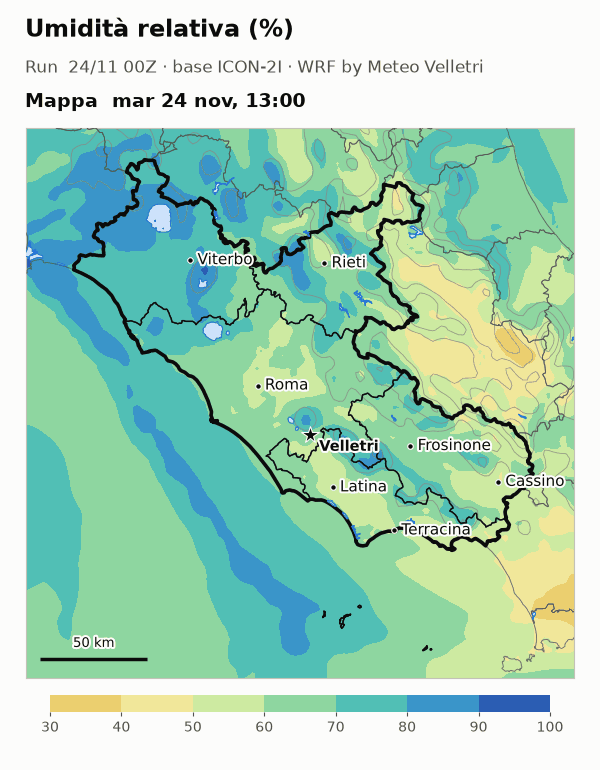 Umidità relativa (%)
Run  24/11 00Z · base ICON-2I · WRF by Meteo Velletri
Mappa  mar 24 nov, 13:00
Viterbo
Rieti
Roma
Velletri
Frosinone
Latina
Cassino
Terracina
50 km
30 40 50 60 70 80 90 100